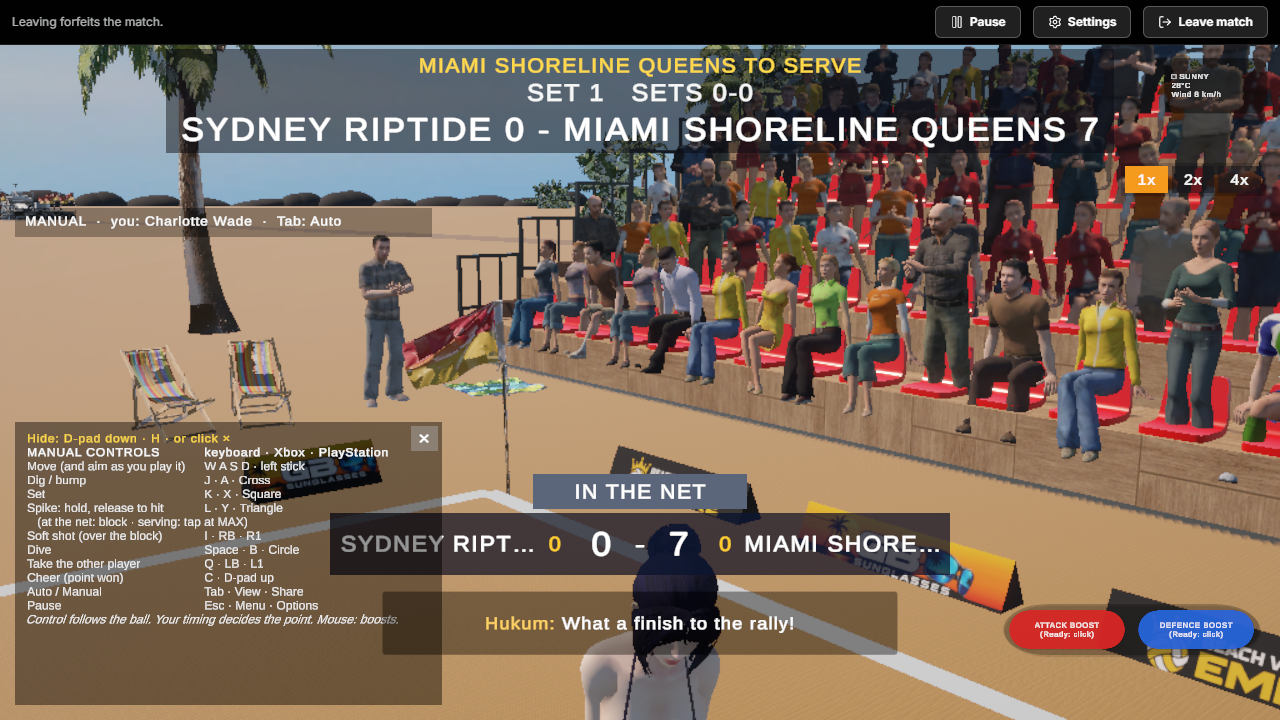 Leaving forfeits the match.
Pause
Settings
Leave match
MIAMI SHORELINE QUEENS TO SERVE
SET 1 SETS 0-0
SYDNEY RIPTIDE 0 - MIAMI SHORELINE QUEENS 7
SUNNY
28°C
Wind 8 km/h
1x 2x 4x
MANUAL · you: Charlotte Wade · Tab: Auto
Hide: D-pad down · H · or click ×
MANUAL CONTROLS keyboard · Xbox · PlayStation
Move (and aim as you play it) W A S D · left stick
Dig / bump J · A · Cross
Set K · X · Square
Spike: hold, release to hit L · Y · Triangle
(at the net: block · serving: tap at MAX)
Soft shot (over the block) I · RB · R1
Dive Space · B · Circle
Take the other player Q · LB · L1
Cheer (point won) C · D-pad up
Auto / Manual Tab · View · Share
Pause Esc · Menu · Options
Control follows the ball. Your timing decides the point. Mouse: boosts.
SUNGLASSES
IN THE NET
SYDNEY RIPT... 0 0 - 7 0 MIAMI SHORE...
SUNGLASSES
Hukum: What a finish to the rally!
ATTACK BOOST
(Ready: click)
DEFENCE BOOST
(Ready: click)